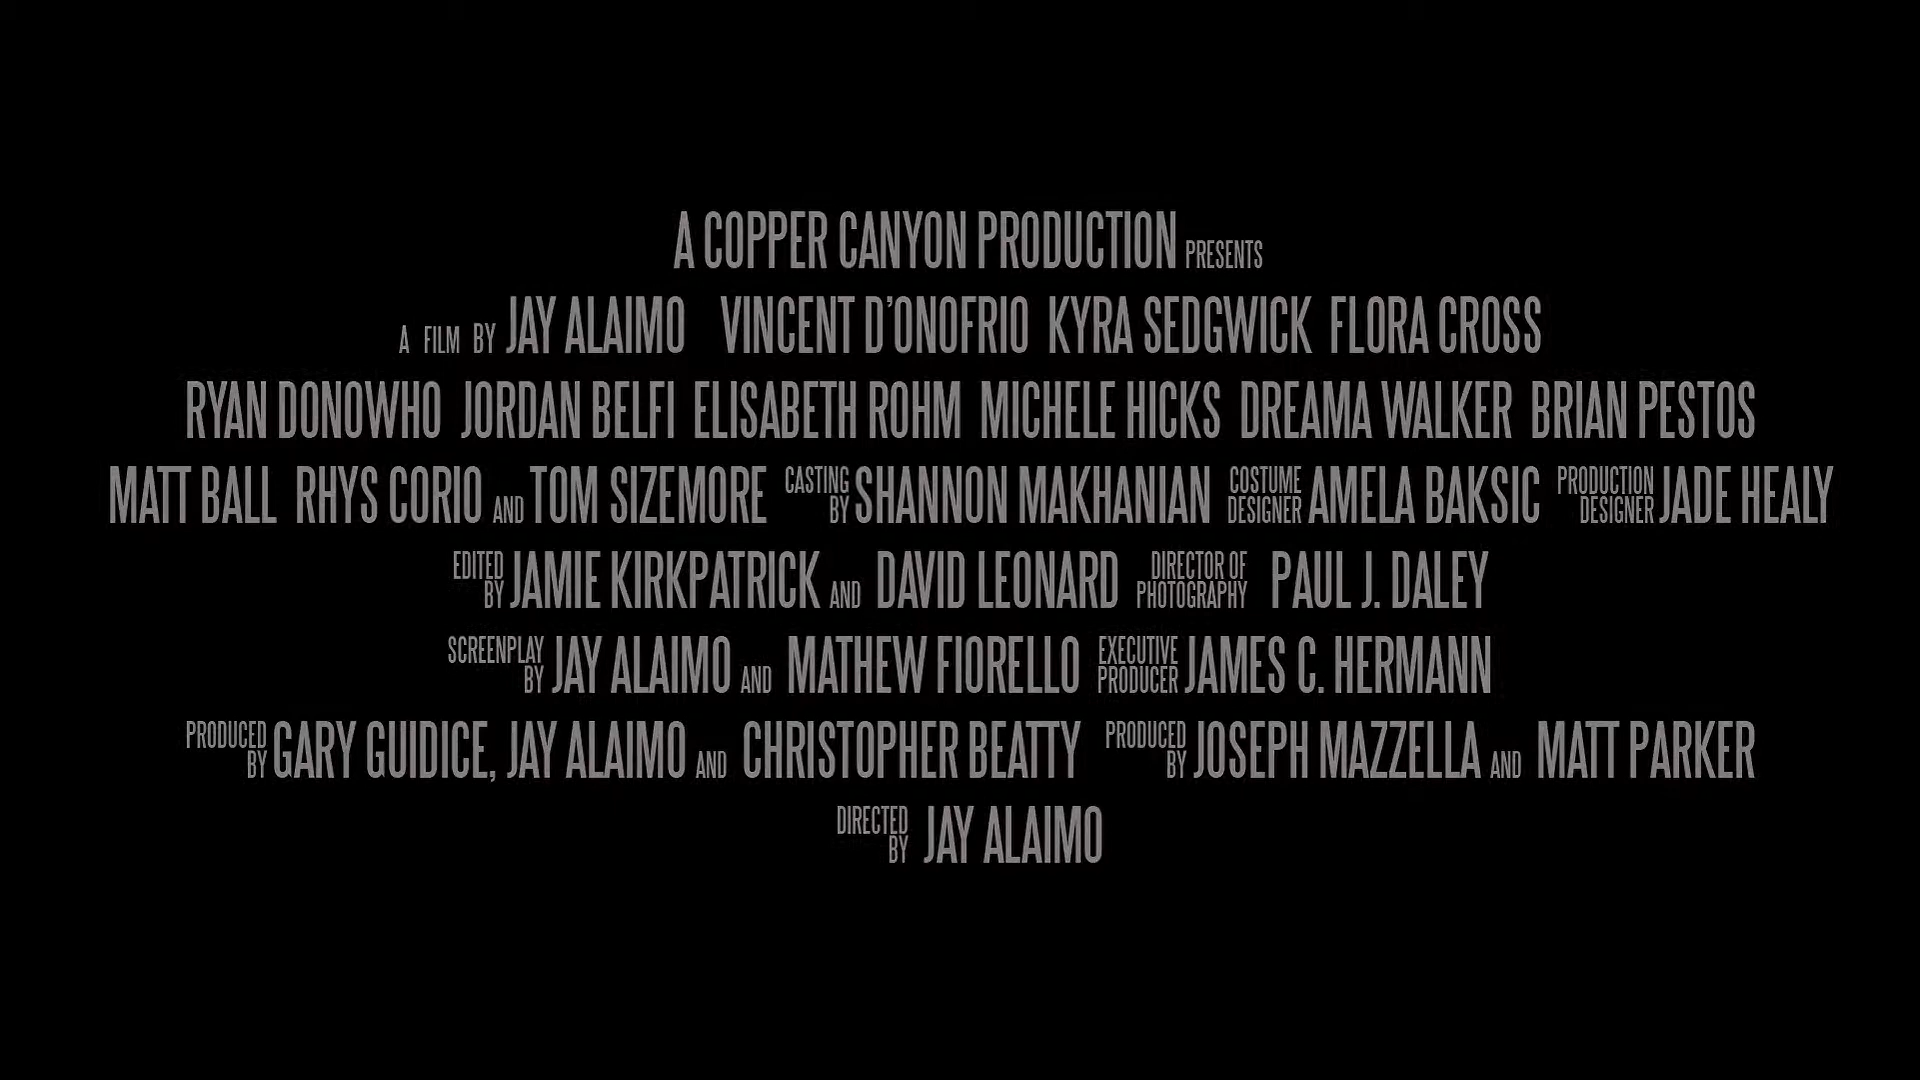 A COPPER CANYON PRODUCTION PRESENTS
A FILM BY JAY ALAIMO VINCENT D'ONOFRIO KYRA SEDGWICK FLORA CROSS
RYAN DONOWHO JORDAN BELFI ELISABETH ROHM MICHELE HICKS DREAMA WALKER BRIAN PESTOS
MATT BALL RHYS CORIO AND TOM SIZEMORE CASTING BY SHANNON MAKHANIAN COSTUME DESIGNER AMELA BAKSIC PRODUCTION DESIGNER JADE HEALY
EDITED BY JAMIE KIRKPATRICK AND DAVID LEONARD DIRECTOR OF PHOTOGRAPHY PAUL J. DALEY
SCREENPLAY BY JAY ALAIMO AND MATHEW FIORELLO EXECUTIVE PRODUCER JAMES C. HERMANN
PRODUCED BY GARY GUIDICE, JAY ALAIMO AND CHRISTOPHER BEATTY PRODUCED BY JOSEPH MAZZELLA AND MATT PARKER
DIRECTED BY JAY ALAIMO